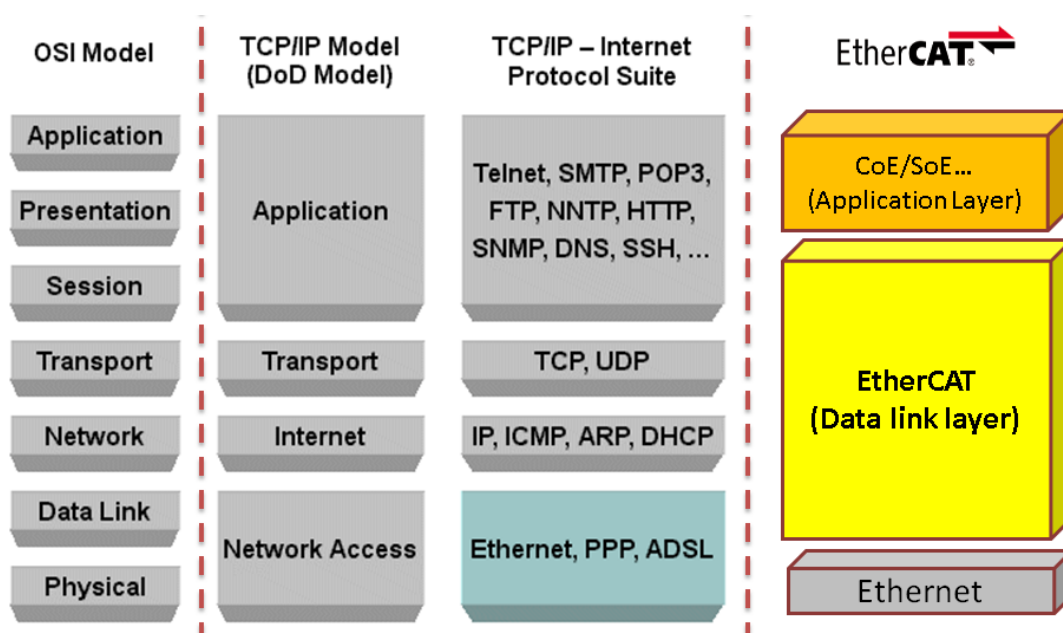 OSI Model
Application
Presentation
Session
Transport
Network
Data Link
Physical
TCP/IP Model
(DoD Model)
Application
Transport
Internet
Network Access
TCP/IP – Internet
Protocol Suite
Telnet, SMTP, POP3,
FTP, NNTP, HTTP,
SNMP, DNS, SSH, ...
TCP, UDP
IP, ICMP, ARP, DHCP
Ethernet, PPP, ADSL
EtherCAT®
CoE/SoE...
(Application Layer)
EtherCAT
(Data link layer)
Ethernet